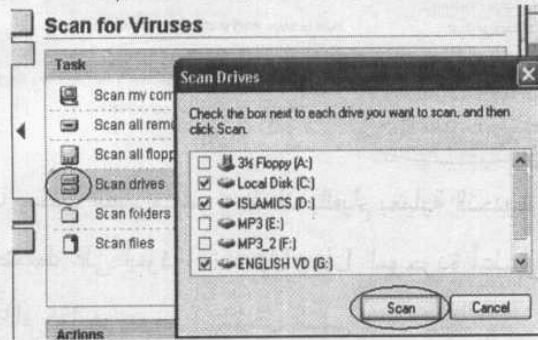 Scan for Viruses
Task
Scan my com
Scan all remo
Scan all flopp
Scan drives
Scan folders
Scan files
Actions
Scan Drives
Check the box next to each drive you want to scan, and then
click Scan.
3½ Floppy (A:)
Local Disk (C:)
ISLAMICS (D:)
MP3 (E:)
MP3_2 (F:)
ENGLISH VD (G:)
Scan
Cancel